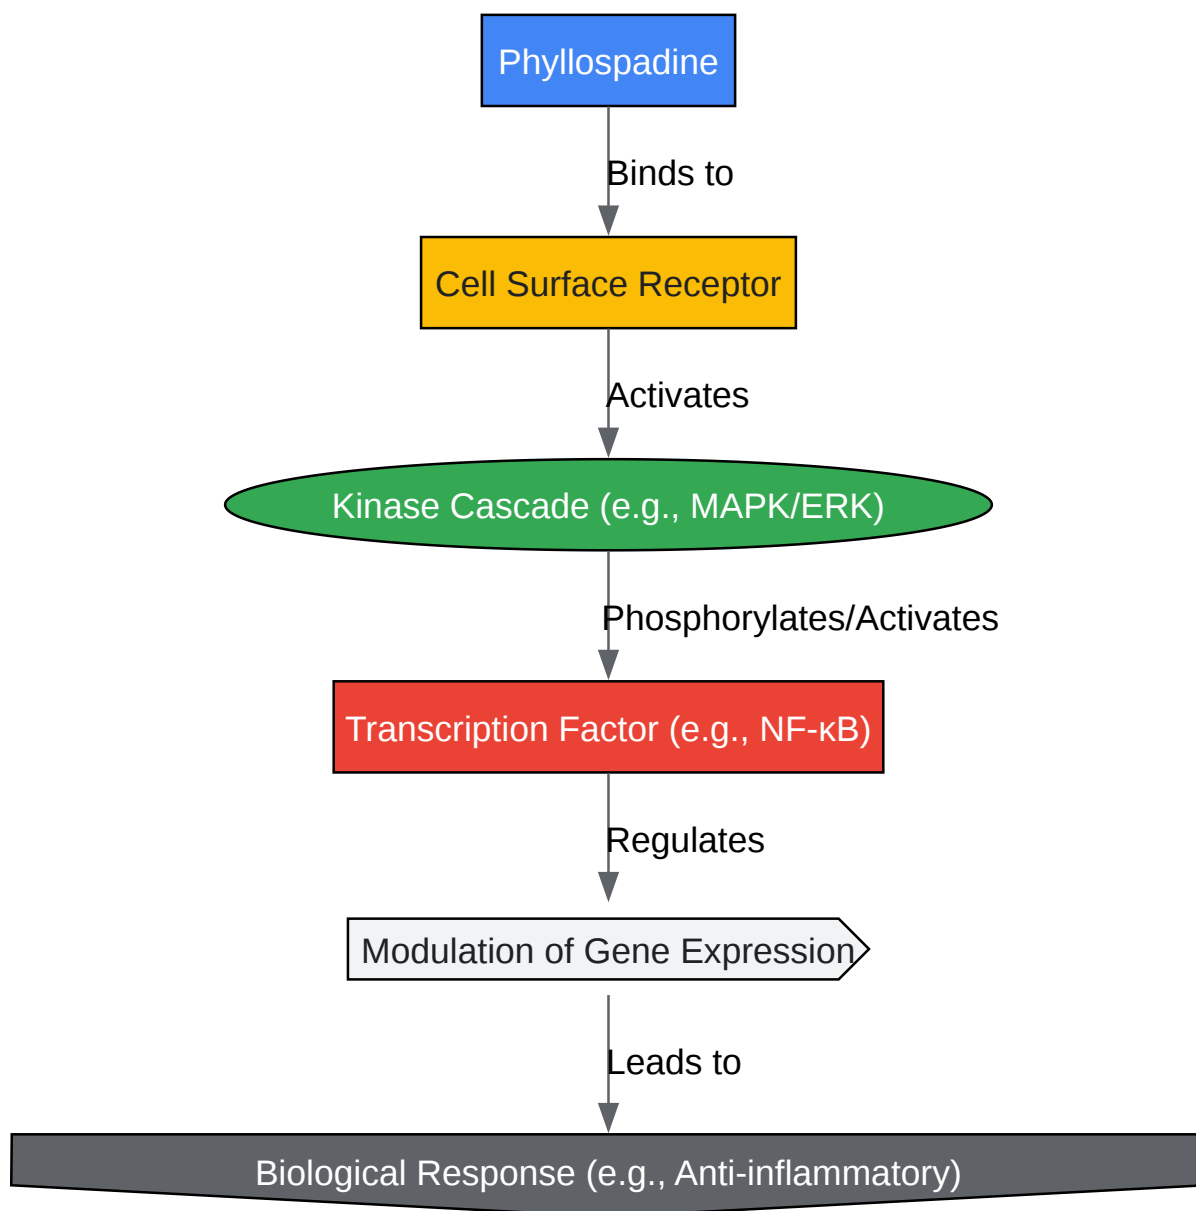 Phyllospadine
Binds to
Cell Surface Receptor
Activates
Kinase Cascade (e.g., MAPK/ERK)
Phosphorylates/Activates
Transcription Factor (e.g., NF-κB)
Regulates
Modulation of Gene Expression
Leads to
Biological Response (e.g., Anti-inflammatory)